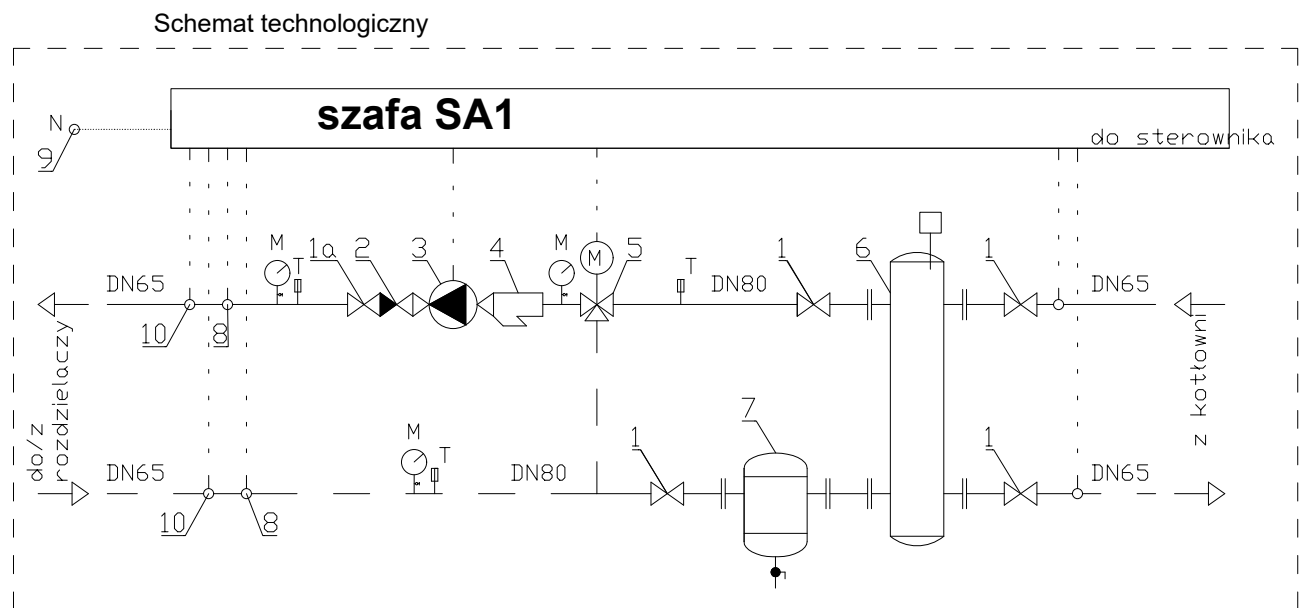 Schemat technologiczny
szafa SA1
N
9
do sterownika
M
T
1a
2
3
4
M
M
5
T
DN80
1
6
1
DN65
DN65
10
8
do/z
rozdzielaczy
z kotłowni
DN65
M
T
DN80
1
7
1
DN65
10
8